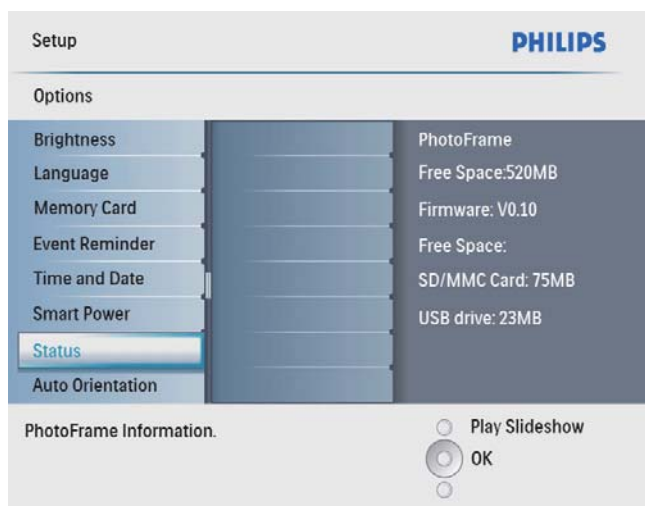 Setup
PHILIPS
Options
Brightness
Language
Memory Card
Event Reminder
Time and Date
Smart Power
Status
Auto Orientation
PhotoFrame
Free Space:520MB
Firmware: V0.10
Free Space:
SD/MMC Card: 75MB
USB drive: 23MB
PhotoFrame Information.
Play Slideshow
OK